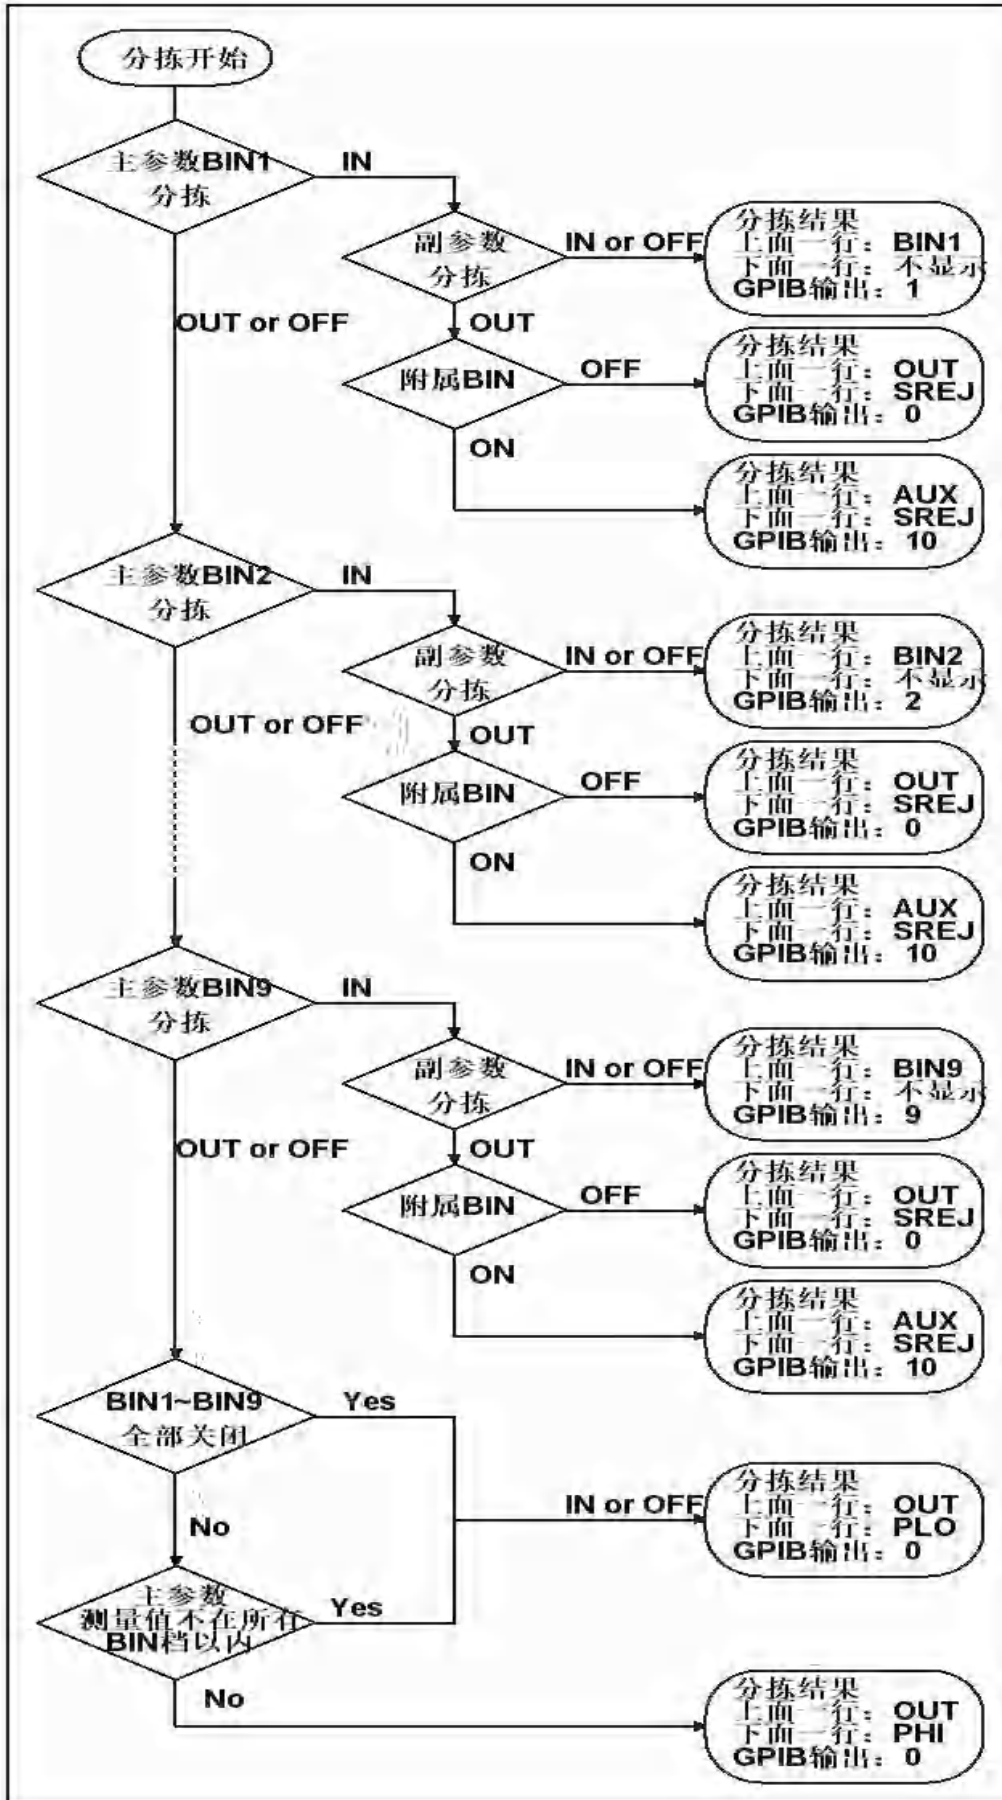 分拣开始
主参数BIN1
分拣
IN
副参数
分拣
IN or OFF
分拣结果
上面一行：BIN1
下面一行：不显示
GPIB输出：1
OUT or OFF
OUT
附属BIN
OFF
分拣结果
上面一行：OUT
下面一行：SREJ
GPIB输出：0
ON
分拣结果
上面一行：AUX
下面一行：SREJ
GPIB输出：10
主参数BIN2
分拣
IN
副参数
分拣
IN or OFF
分拣结果
上面一行：BIN2
下面一行：不显示
GPIB输出：2
OUT or OFF
OUT
附属BIN
OFF
分拣结果
上面一行：OUT
下面一行：SREJ
GPIB输出：0
ON
分拣结果
上面一行：AUX
下面一行：SREJ
GPIB输出：10
主参数BIN9
分拣
IN
副参数
分拣
IN or OFF
分拣结果
上面一行：BIN9
下面一行：不显示
GPIB输出：9
OUT or OFF
OUT
附属BIN
OFF
分拣结果
上面一行：OUT
下面一行：SREJ
GPIB输出：0
ON
分拣结果
上面一行：AUX
下面一行：SREJ
GPIB输出：10
BIN1~BIN9
全部关闭
Yes
IN or OFF
分拣结果
上面一行：OUT
下面一行：PLO
GPIB输出：0
No
主参数
测量值不在所有
BIN档以内
Yes
No
分拣结果
上面一行：OUT
下面一行：PHI
GPIB输出：0